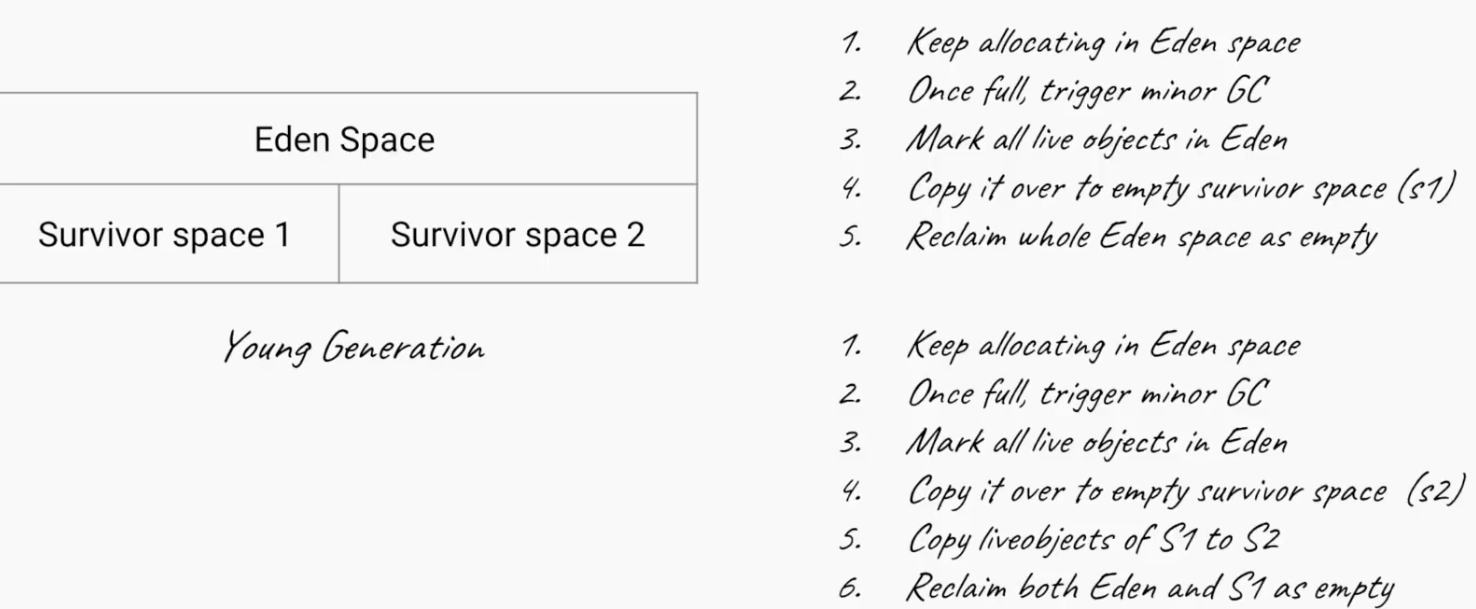 Eden Space
Survivor space 1
Survivor space 2
Young Generation
1. Keep allocating in Eden space
2. Once full, trigger minor GC
3. Mark all live objects in Eden
4. Copy it over to empty survivor space (s1)
5. Reclaim whole Eden space as empty
1. Keep allocating in Eden space
2. Once full, trigger minor GC
3. Mark all live objects in Eden
4. Copy it over to empty survivor space (s2)
5. Copy liveobjects of S1 to S2
6. Reclaim both Eden and S1 as empty